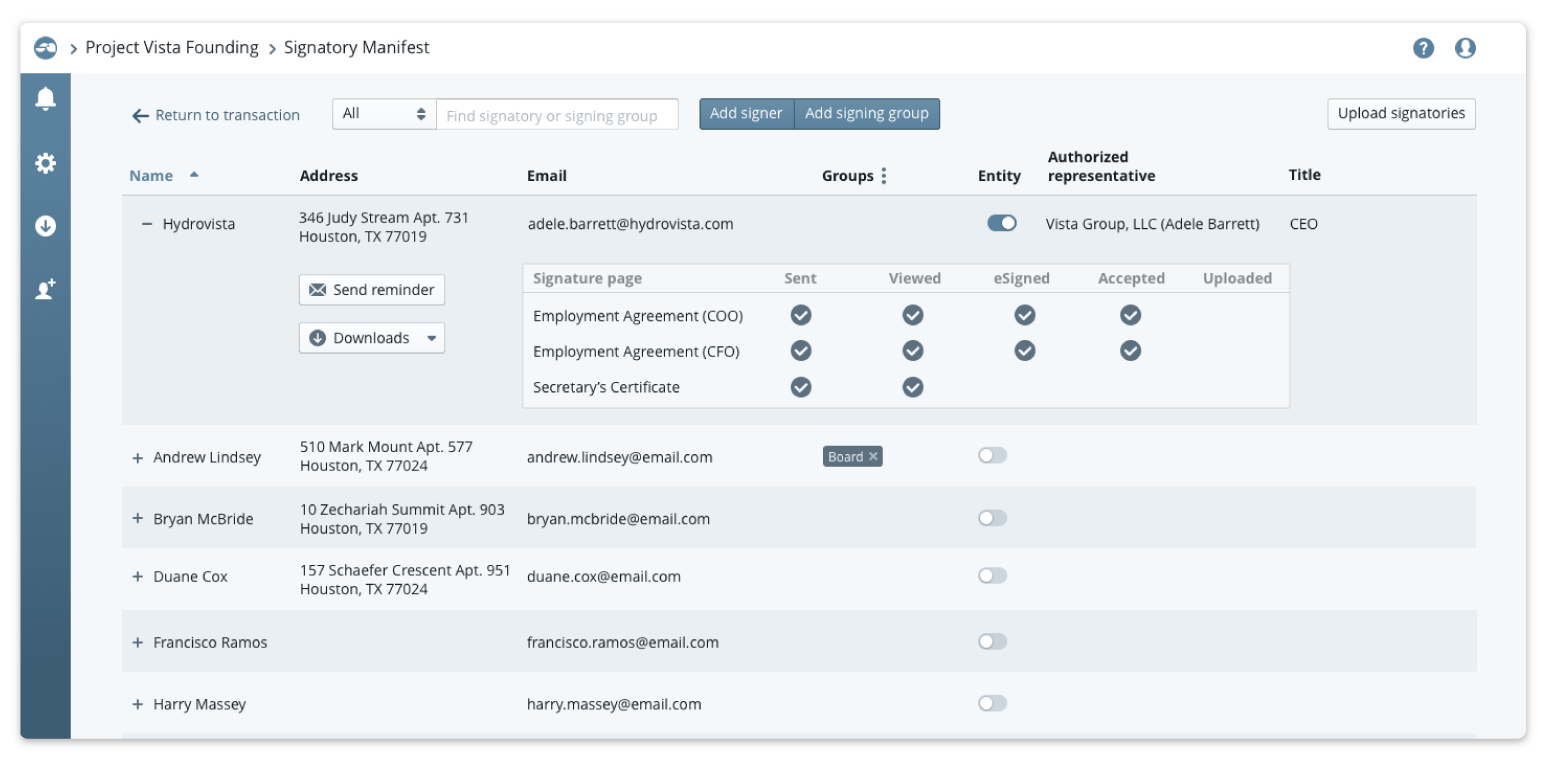 Project Vista Founding > Signatory Manifest
?
Return to transaction
All
Find signatory or signing group
Add signer
Add signing group
Upload signatories
Name
Address
Email
Groups
Entity
Authorized
representative
Title
Hydrovista
346 Judy Stream Apt. 731
Houston, TX 77019
adele.barrett@hydrovista.com
Vista Group, LLC (Adele Barrett)
CEO
Send reminder
Downloads
Signature page
Sent
Viewed
eSigned
Accepted
Uploaded
Employment Agreement (COO)
Employment Agreement (CFO)
Secretary’s Certificate
Andrew Lindsey
510 Mark Mount Apt. 577
Houston, TX 77024
andrew.lindsey@email.com
Board ×
Bryan McBride
10 Zechariah Summit Apt. 903
Houston, TX 77019
bryan.mcbride@email.com
Duane Cox
157 Schaefer Crescent Apt. 951
Houston, TX 77024
duane.cox@email.com
Francisco Ramos
francisco.ramos@email.com
Harry Massey
harry.massey@email.com